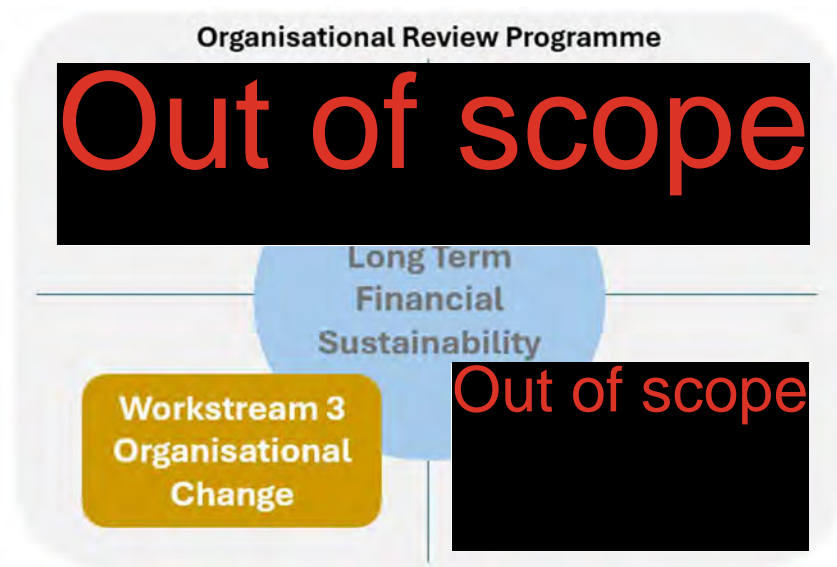 Organisational Review Programme
Out of scope
Long Term
Financial
Sustainability
Workstream 3
Organisational
Change
Out of scope